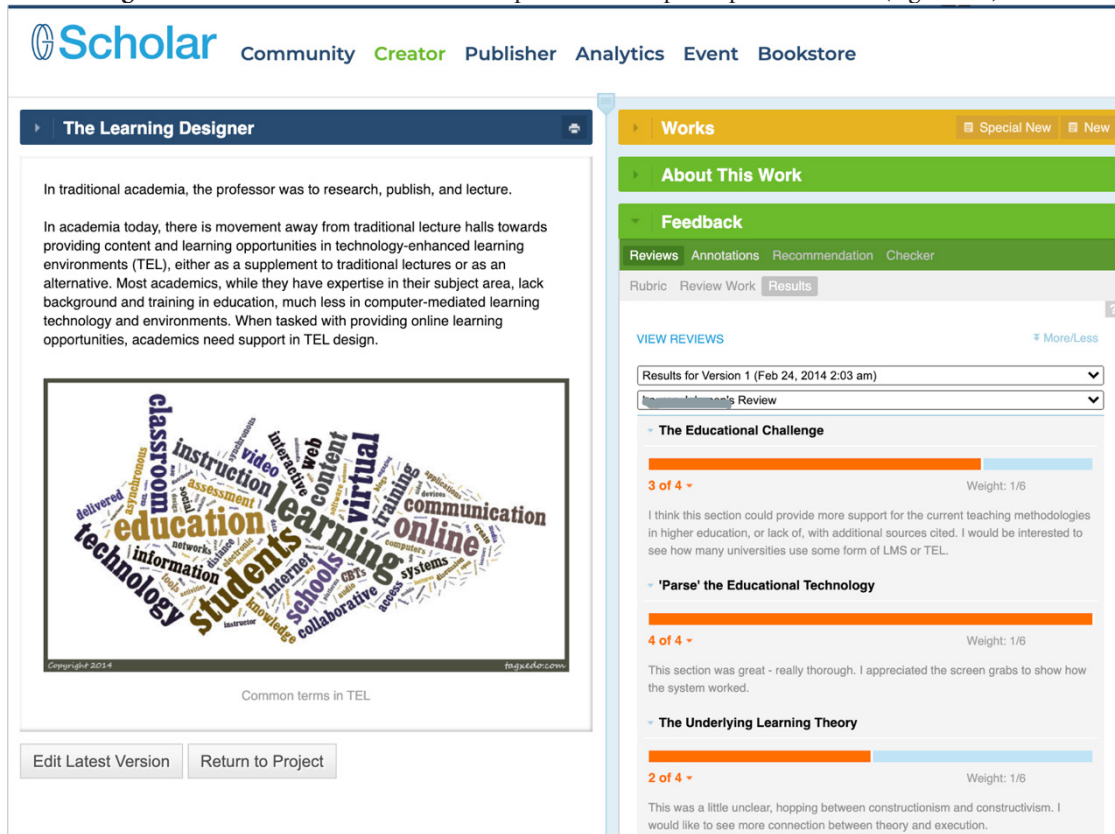 Scholar
Community Creator Publisher Analytics Event Bookstore
The Learning Designer
In traditional academia, the professor was to research, publish, and lecture.
In academia today, there is movement away from traditional lecture halls towards
providing content and learning opportunities in technology-enhanced learning
environments (TEL), either as a supplement to traditional lectures or as an
alternative. Most academics, while they have expertise in their subject area, lack
background and training in education, much less in computer-mediated learning
technology and environments. When tasked with providing online learning
opportunities, academics need support in TEL design.
classroom
asynchronous
synchronous
instruction
video
interactive
web
content
virtual
training
applications
devices
communication
delivered
social
assessment
learning
education
online
technology
networks
distance
information
tools
students
Internet
schools
CBTs
audio
systems
access
computers
create
knowledge
collaborative
instructor
Copyright 2014
tagxedo.com
Common terms in TEL
Edit Latest Version
Return to Project
Works
Special New
New
About This Work
Feedback
Reviews Annotations Recommendation Checker
Rubric Review Work Results
?
VIEW REVIEWS
More/Less
Results for Version 1 (Feb 24, 2014 2:03 am)
Review
The Educational Challenge
3 of 4
Weight: 1/6
I think this section could provide more support for the current teaching methodologies
in higher education, or lack of, with additional sources cited. I would be interested to
see how many universities use some form of LMS or TEL.
'Parse' the Educational Technology
4 of 4
Weight: 1/6
This section was great - really thorough. I appreciated the screen grabs to show how
the system worked.
The Underlying Learning Theory
2 of 4
Weight: 1/6
This was a little unclear, hopping between constructionism and constructivism. I
would like to see more connection between theory and execution.